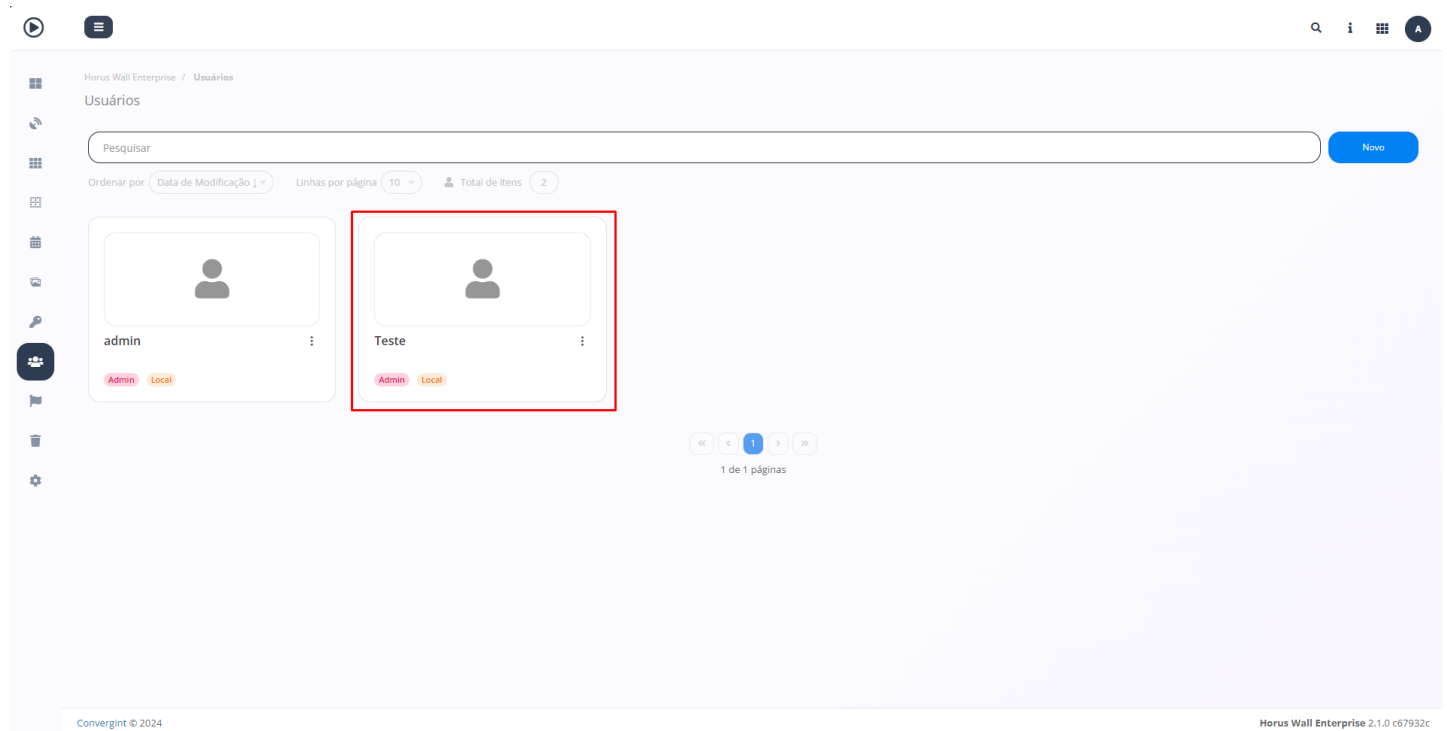 A
Horus Wall Enterprise / Usuários
Usuários
Pesquisar
Novo
Ordenar por Data de Modificação ↓ Linhas por página 10 Total de itens 2
admin
Admin Local
Teste
Admin Local
« ‹ 1 › »
1 de 1 páginas
Convergint © 2024
Horus Wall Enterprise 2.1.0 c67932c